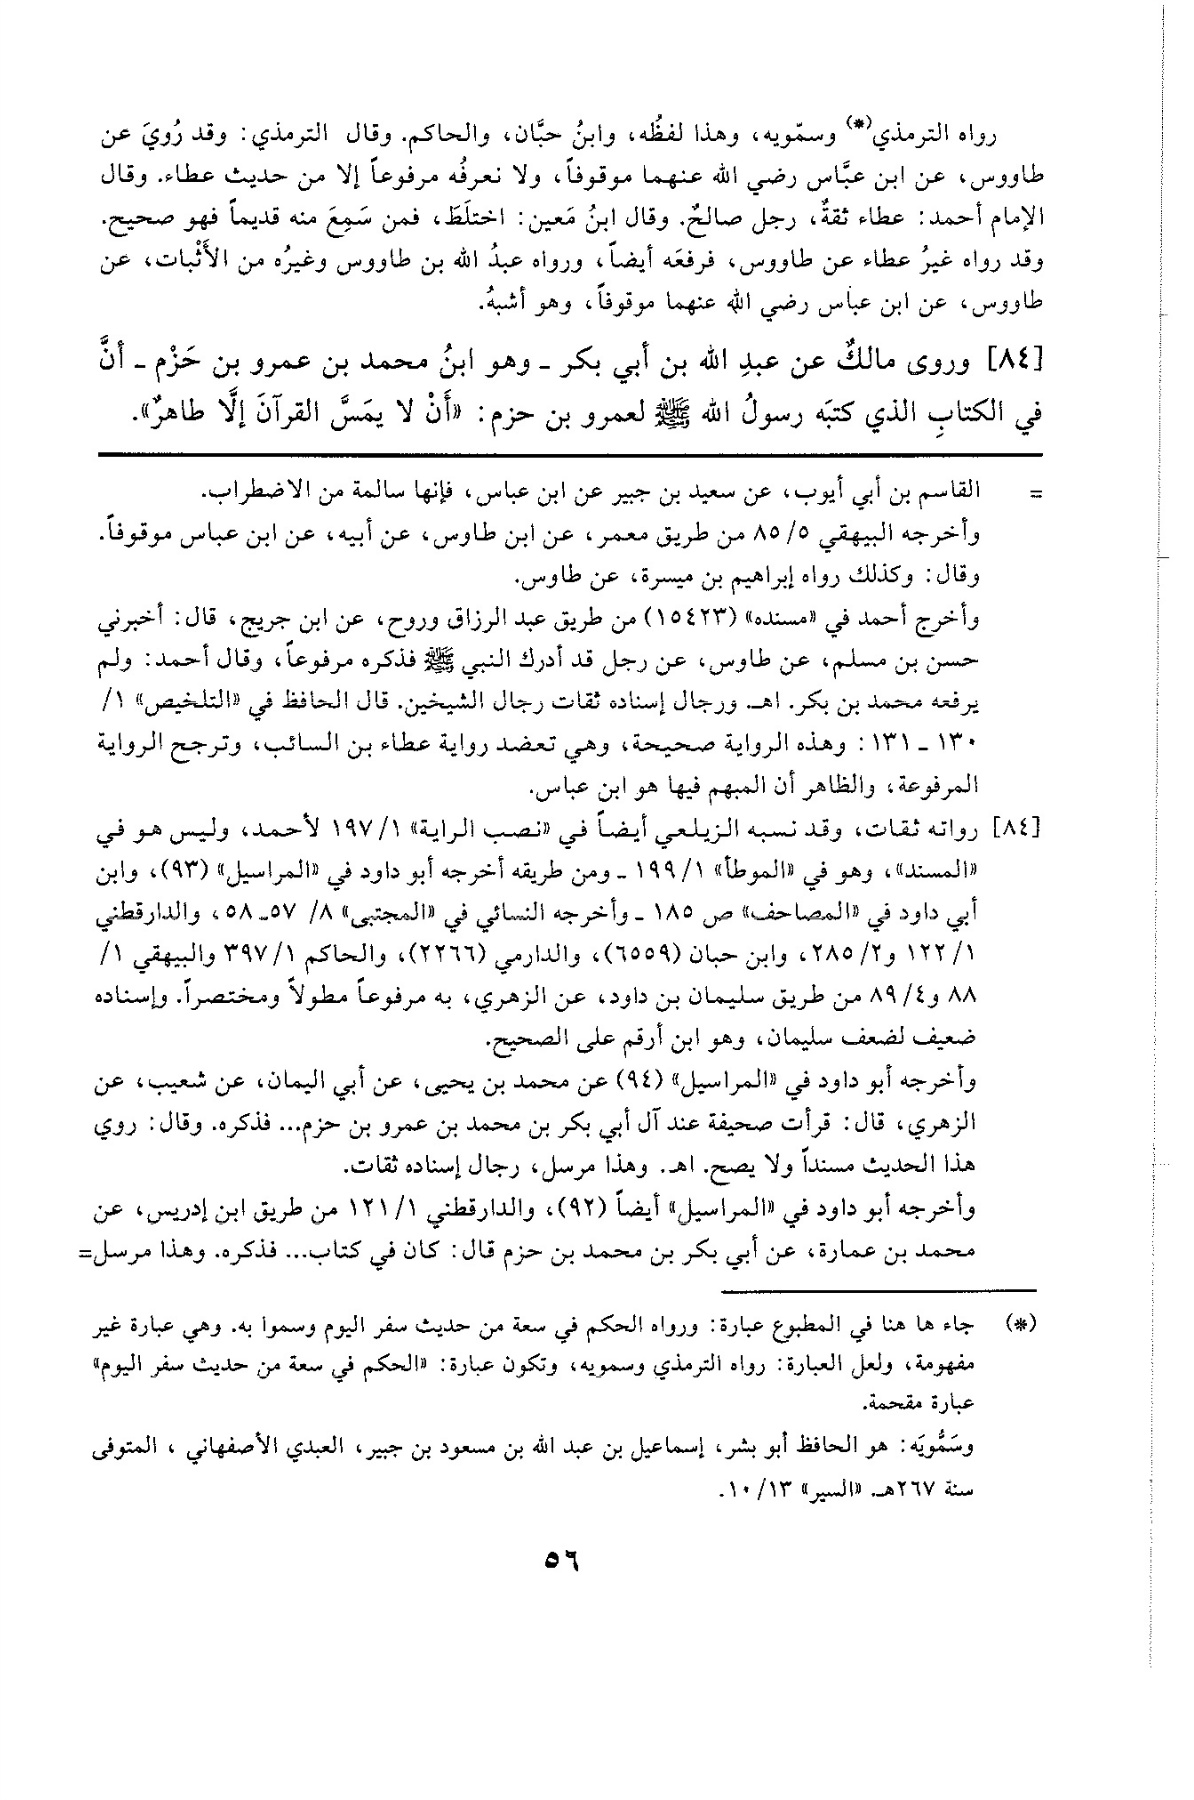 رواه الترمذي(*) وسمّويه، وهذا لفظُه، وابنُ حبَّان، والحاكم. وقال الترمذي: وقد رُويَ عن
طاووس، عن ابن عبَّاس رضي الله عنهما موقوفاً، ولا نعرفُه مرفوعاً إلا من حديث عطاء. وقال
الإمام أحمد: عطاء ثقةٌ، رجل صالحٌ. وقال ابنُ مَعين: اختلَطَ، فمن سَمِعَ منه قديماً فهو صحيح.
وقد رواه غيرُ عطاء عن طاووس، فرفعَه أيضاً، ورواه عبدُ الله بن طاووس وغيرُه من الأَثْبات، عن
طاووس، عن ابن عباس رضي الله عنهما موقوفاً، وهو أشبهُ.
[٨٤] وروى مالكٌ عن عبدِ الله بن أبي بكر ـ وهو ابنُ محمد بن عمرو بن حَزْم ـ أنَّ
في الكتابِ الذي كتبَه رسولُ الله ﷺ لعمرو بن حزم: «أَنْ لا يمَسَّ القرآنَ إلَّا طاهرٌ».
= القاسم بن أبي أيوب، عن سعيد بن جبير عن ابن عباس، فإنها سالمة من الاضطراب.
وأخرجه البيهقي ٥/ ٨٥ من طريق معمر، عن ابن طاوس، عن أبيه، عن ابن عباس موقوفاً.
وقال: وكذلك رواه إبراهيم بن ميسرة، عن طاوس.
وأخرج أحمد في «مسنده» (١٥٤٢٣) من طريق عبد الرزاق وروح، عن ابن جريج، قال: أخبرني
حسن بن مسلم، عن طاوس، عن رجل قد أدرك النبي ﷺ فذكره مرفوعاً، وقال أحمد: ولم
يرفعه محمد بن بكر. اهـ. ورجال إسناده ثقات رجال الشيخين. قال الحافظ في «التلخيص» ١/
١٣٠ ـ ١٣١: وهذه الرواية صحيحة، وهي تعضد رواية عطاء بن السائب، وترجح الرواية
المرفوعة، والظاهر أن المبهم فيها هو ابن عباس.
[٨٤] رواته ثقات، وقد نسبه الزيلعي أيضاً في «نصب الراية» ١/ ١٩٧ لأحمد، وليس هو في
«المسند»، وهو في «الموطأ» ١/ ١٩٩ ـ ومن طريقه أخرجه أبو داود في «المراسيل» (٩٣)، وابن
أبي داود في «المصاحف» ص ١٨٥ ـ وأخرجه النسائي في «المجتبى» ٨/ ٥٧ـ ٥٨، والدارقطني
١/ ١٢٢ و٢/ ٢٨٥، وابن حبان (٦٥٥٩)، والدارمي (٢٢٦٦)، والحاكم ١/ ٣٩٧ والبيهقي ١/
٨٨ و٤/ ٨٩ من طريق سليمان بن داود، عن الزهري، به مرفوعاً مطولاً ومختصراً. وإسناده
ضعيف لضعف سليمان، وهو ابن أرقم على الصحيح.
وأخرجه أبو داود في «المراسيل» (٩٤) عن محمد بن يحيى، عن أبي اليمان، عن شعيب، عن
الزهري، قال: قرأت صحيفة عند آل أبي بكر بن محمد بن عمرو بن حزم... فذكره. وقال: روي
هذا الحديث مسنداً ولا يصح. اهـ. وهذا مرسل، رجال إسناده ثقات.
وأخرجه أبو داود في «المراسيل» أيضاً (٩٢)، والدارقطني ١/ ١٢١ من طريق ابن إدريس، عن
محمد بن عمارة، عن أبي بكر بن محمد بن حزم قال: كان في كتاب... فذكره. وهذا مرسل=
(*) جاء ها هنا في المطبوع عبارة: ورواه الحكم في سعة من حديث سفر اليوم وسموا به. وهي عبارة غير
مفهومة، ولعل العبارة: رواه الترمذي وسمويه، وتكون عبارة: «الحكم في سعة من حديث سفر اليوم»
عبارة مقحمة.
وسَمُّويَه: هو الحافظ أبو بشر، إسماعيل بن عبد الله بن مسعود بن جبير، العبدي الأصفهاني ، المتوفى
سنة ٢٦٧هـ. «السير» ١٣/ ١٠.
٥٦